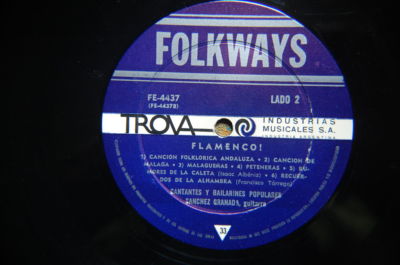 FOLKWAYS
FE-4437
(FE-4437B)
LADO 2
TROVA INDUSTRIAS
MUSICALES S.A.
INDUSTRIA ARGENTINA
FLAMENCO!
1) CANCION FOLKLORICA ANDALUZA • 2) CANCION DE
MALAGA • 3) MALAGUEÑAS • 4) PETENERAS • 5) RU-
MORES DE LA CALETA (Isaac Albéniz) • 6) RECUER-
DOS DE LA ALHAMBRA (Francisco Tárrega)
CANTANTES Y BAILARINES POPULARES
SANCHEZ GRANADA, guitarra
33